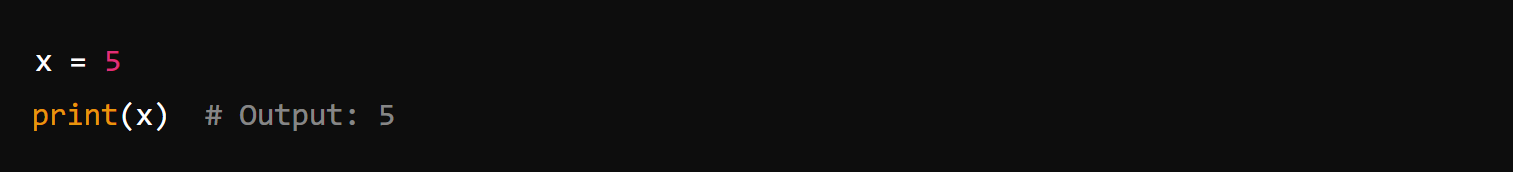 x = 5
print(x)  # Output: 5